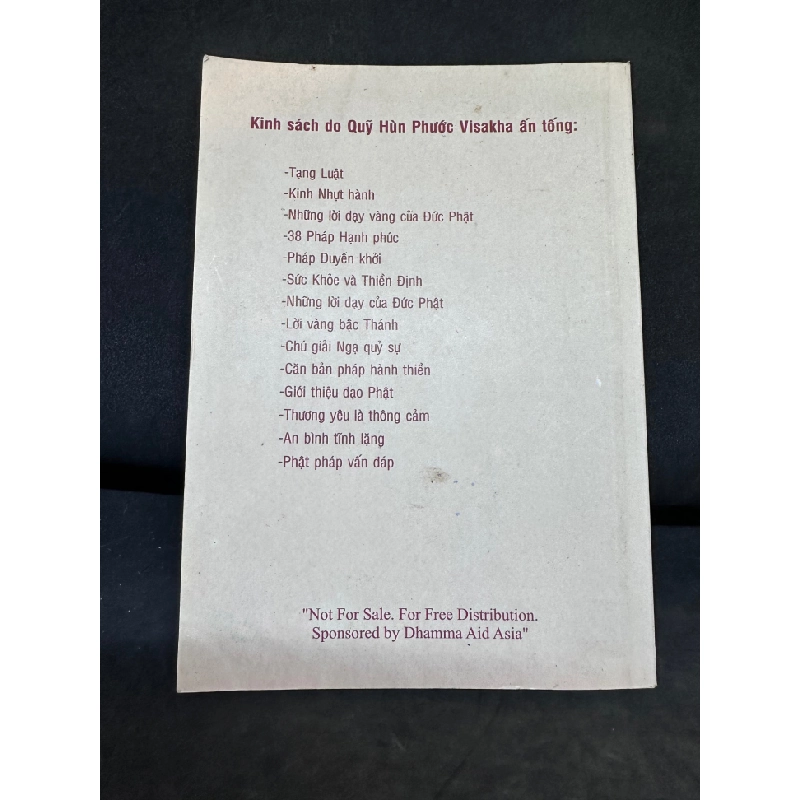 Kinh sách do Quỹ Hùn Phước Visakha ấn tống:
-Tạng Luật
-Kinh Nhựt hành
-Những lời dạy vàng của Đức Phật
-38 Pháp Hạnh phúc
-Pháp Duyên khởi
-Sức Khỏe và Thiền Định
-Những lời dạy của Đức Phật
-Lời vàng bậc Thánh
-Chú giải Ngạ quỷ sự
-Căn bản pháp hành thiền
-Giới thiệu đạo Phật
-Thương yêu là thông cảm
-An bình tĩnh lặng
-Phật pháp vấn đáp
"Not For Sale. For Free Distribution.
Sponsored by Dhamma Aid Asia"